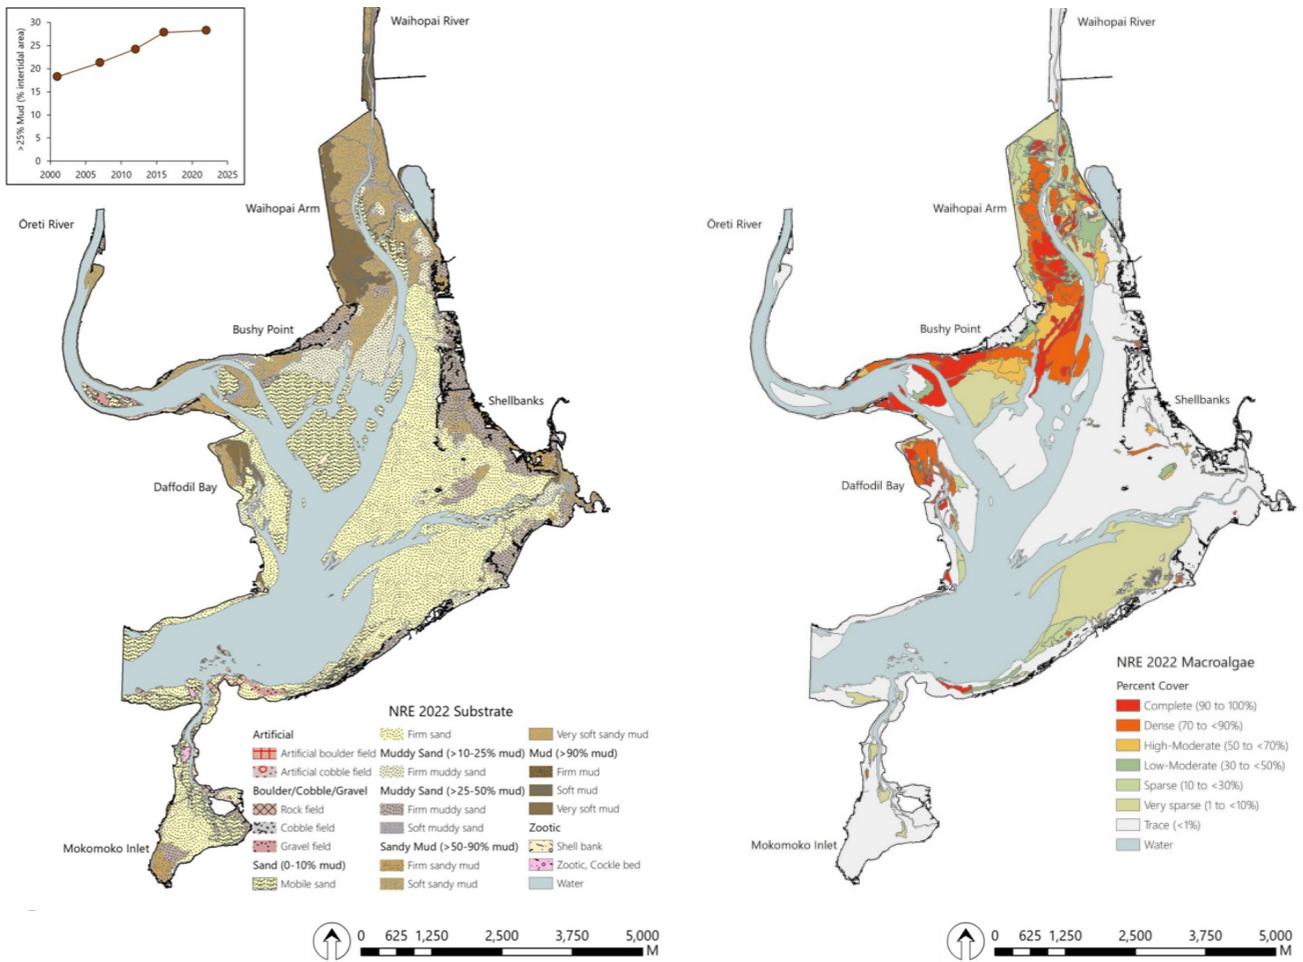 30
25
20
15
10
5
0
>25% Mud (% intertidal area)
2000 2005 2010 2015 2020 2025
Waihopai River
Waihopai Arm
Ōreti River
Bushy Point
Shellbanks
Daffodil Bay
Mokomoko Inlet
NRE 2022 Substrate
Artificial
Artificial boulder field
Artificial cobble field
Boulder/Cobble/Gravel
Rock field
Cobble field
Gravel field
Sand (0-10% mud)
Mobile sand
Firm sand
Muddy Sand (>10-25% mud)
Firm muddy sand
Muddy Sand (>25-50% mud)
Firm muddy sand
Soft muddy sand
Sandy Mud (>50-90% mud)
Firm sandy mud
Soft sandy mud
Very soft sandy mud
Mud (>90% mud)
Firm mud
Soft mud
Very soft mud
Zootic
Shell bank
Zootic, Cockle bed
Water
0 625 1,250 2,500 3,750 5,000
M
Waihopai River
Waihopai Arm
Ōreti River
Bushy Point
Shellbanks
Daffodil Bay
Mokomoko Inlet
NRE 2022 Macroalgae
Percent Cover
Complete (90 to 100%)
Dense (70 to <90%)
High-Moderate (50 to <70%)
Low-Moderate (30 to <50%)
Sparse (10 to <30%)
Very sparse (1 to <10%)
Trace (<1%)
Water
0 625 1,250 2,500 3,750 5,000
M